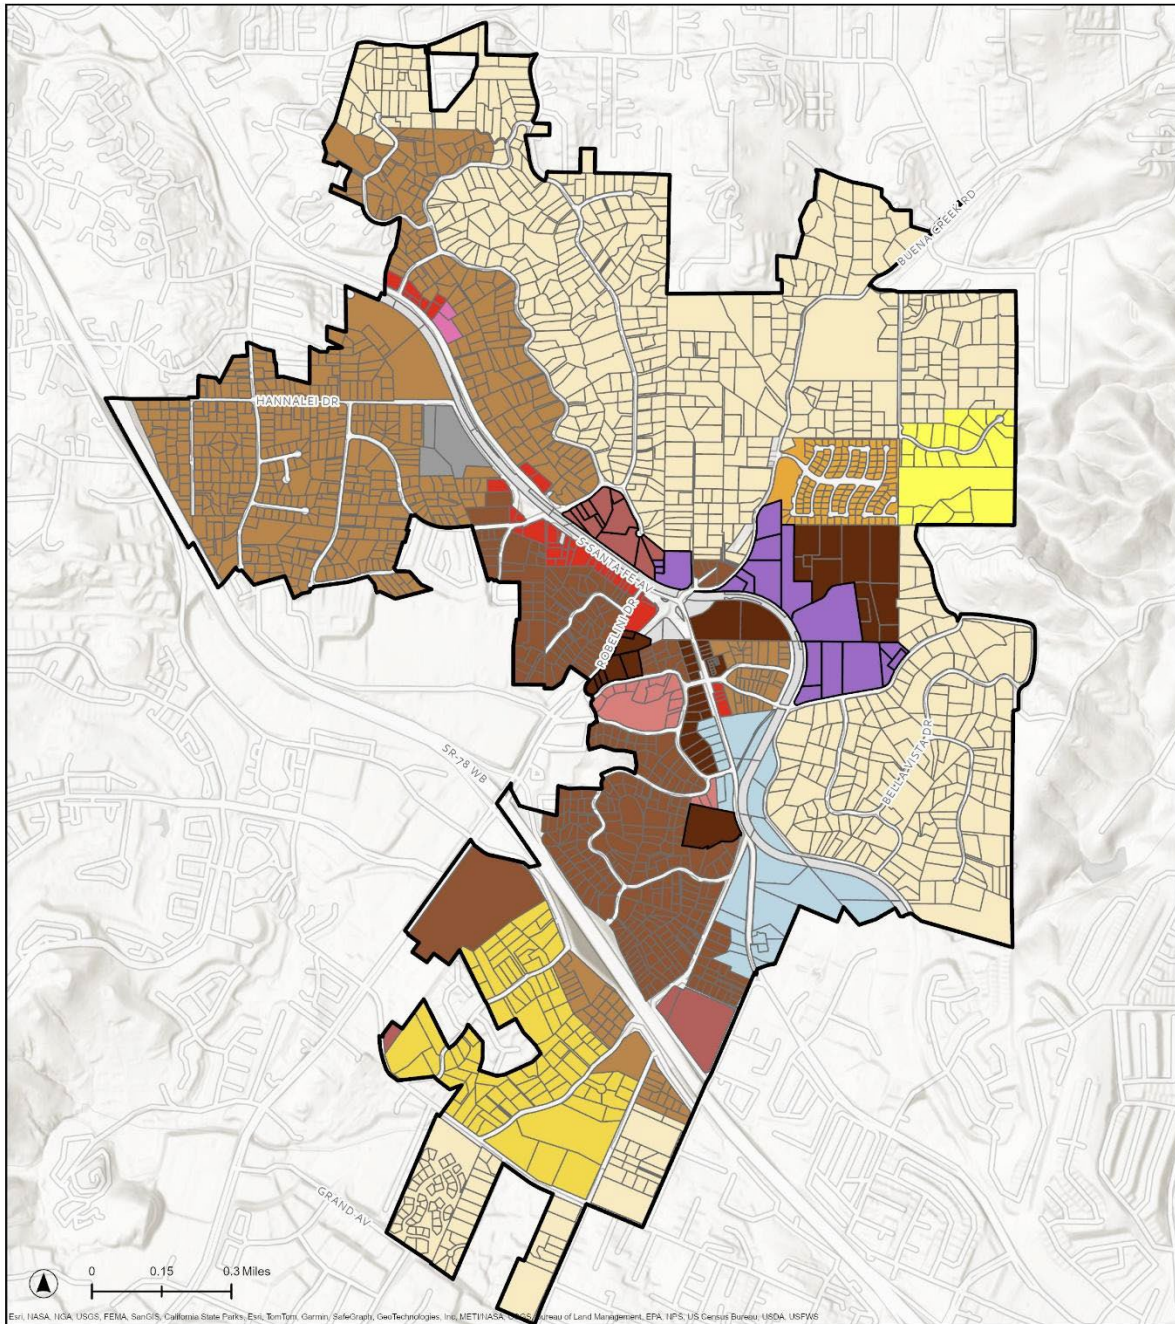 BUENA CREEK RD
HANNALEI DR
S SANTA FE AV
ROBELINI DR
BELLA VISTA DR
SR-78 WB
GRAND AV
0 0.15 0.3 Miles
Esri, NASA, NGA, USGS, FEMA, SanGIS, California State Parks, Esri, TomTom, Garmin, SafeGraph, GeoTechnologies, Inc, METI/NASA, USGS, Bureau of Land Management, EPA, NPS, US Census Bureau, USDA, USFWS